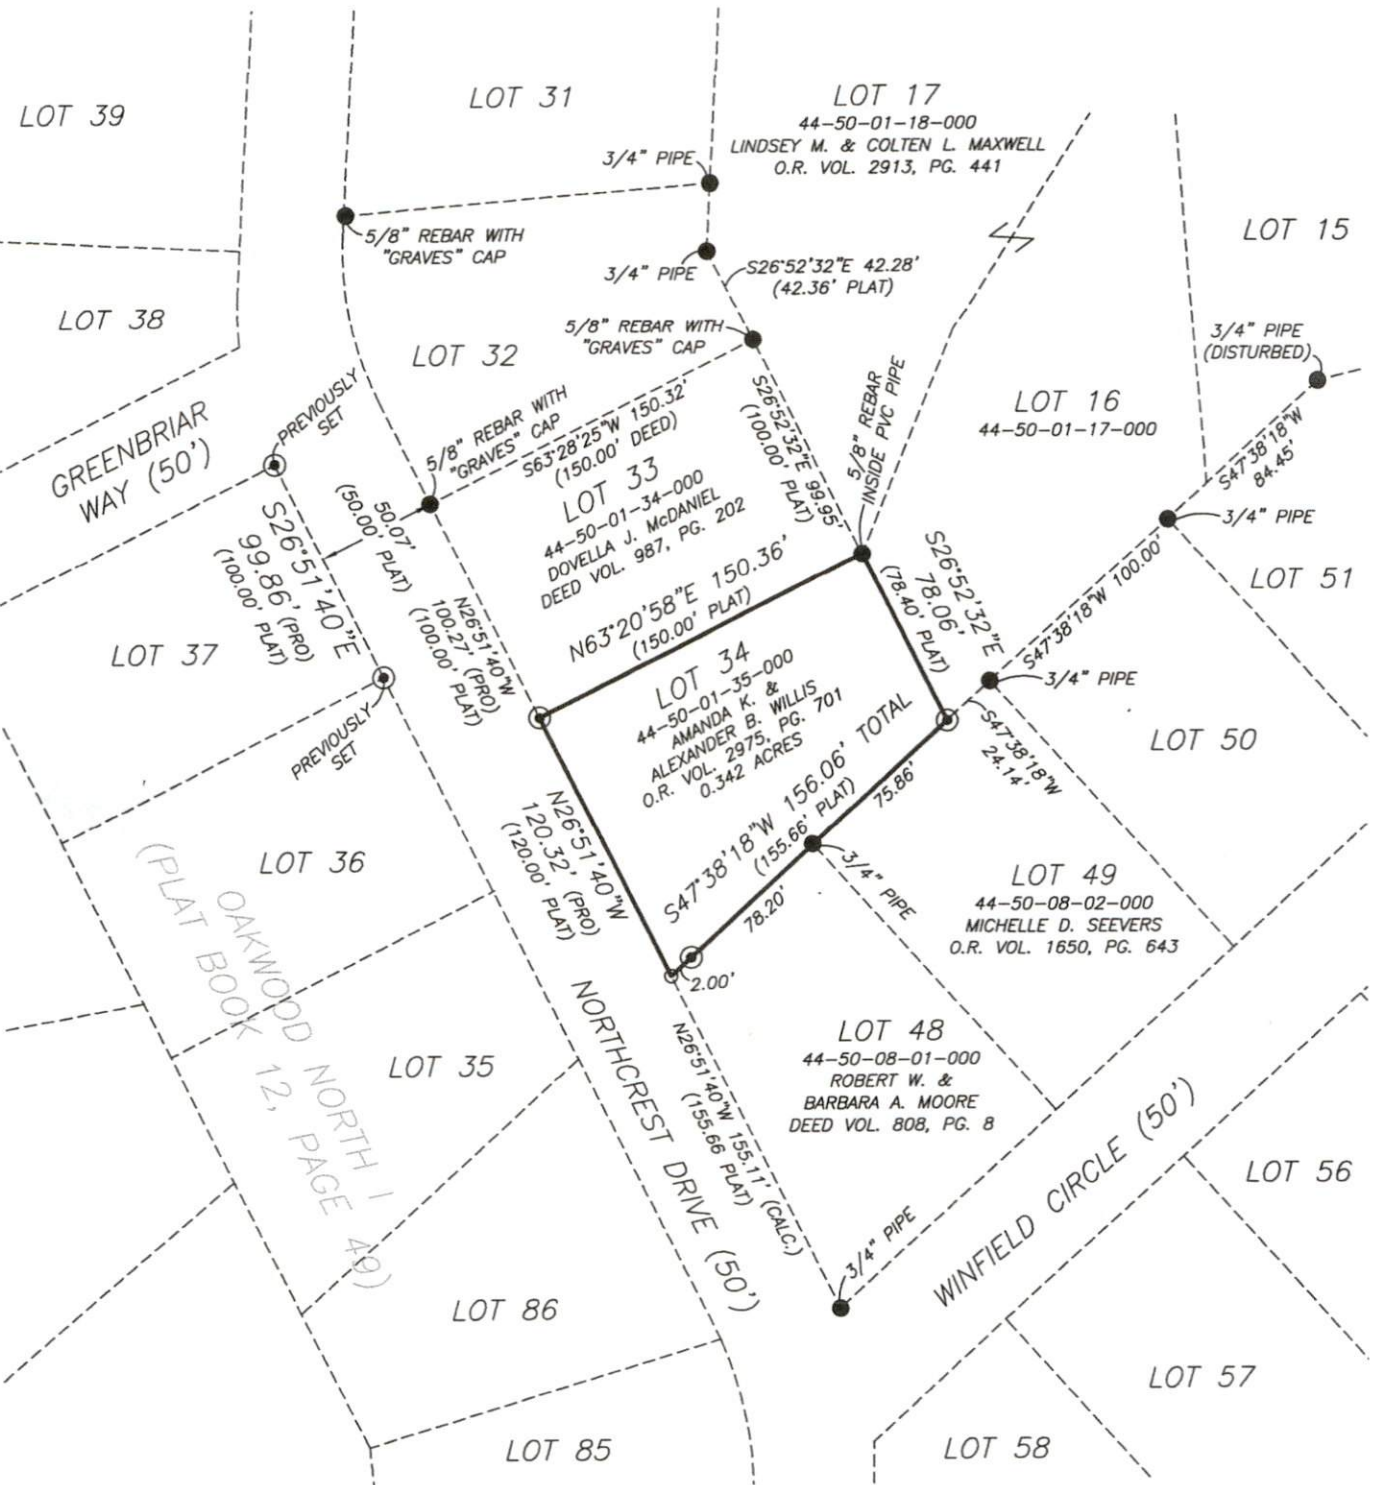 LOT 39
LOT 31
LOT 17
44-50-01-18-000
LINDSEY M. & COLTEN L. MAXWELL
O.R. VOL. 2913, PG. 441
3/4" PIPE
5/8" REBAR WITH
"GRAVES" CAP
3/4" PIPE
S26°52'32"E 42.28'
(42.36' PLAT)
LOT 15
LOT 38
LOT 32
5/8" REBAR WITH
"GRAVES" CAP
3/4" PIPE
(DISTURBED)
GREENBRIAR
WAY (50')
PREVIOUSLY
SET
5/8" REBAR WITH
"GRAVES" CAP
S63°28'25"W 150.32'
(150.00' DEED)
S26°52'32"E 99.95'
(100.00' PLAT)
5/8" REBAR
INSIDE PVC PIPE
LOT 16
44-50-01-17-000
S47°38'18"W
84.45'
3/4" PIPE
LOT 33
44-50-01-34-000
DOVELLA J. McDANIEL
DEED VOL. 987, PG. 202
50.07'
(50.00' PLAT)
S26°51'40"E
99.86' (PRO)
(100.00' PLAT)
N63°20'58"E 150.36'
(150.00' PLAT)
S26°52'32"E
78.06'
(78.40' PLAT)
S47°38'18"W 100.00'
LOT 51
LOT 37
N26°51'40"W
100.27' (PRO)
(100.00' PLAT)
LOT 34
44-50-01-35-000
AMANDA K. &
ALEXANDER B. WILLIS
O.R. VOL. 2975, PG. 701
0.342 ACRES
3/4" PIPE
PREVIOUSLY
SET
S47°38'18"W
24.14'
LOT 50
S47°38'18"W 156.06' TOTAL
(155.66' PLAT)
75.86'
N26°51'40"W
120.32' (PRO)
(120.00' PLAT)
3/4" PIPE
78.20'
LOT 36
LOT 49
44-50-08-02-000
MICHELLE D. SEEVERS
O.R. VOL. 1650, PG. 643
2.00'
OAKWOOD NORTH I
(PLAT BOOK 12, PAGE 49)
NORTHCREST DRIVE (50')
LOT 35
LOT 48
44-50-08-01-000
ROBERT W. &
BARBARA A. MOORE
DEED VOL. 808, PG. 8
N26°51'40"W 155.11' (CALC.)
(155.66 PLAT)
WINFIELD CIRCLE (50')
LOT 56
3/4" PIPE
LOT 86
LOT 57
LOT 85
LOT 58